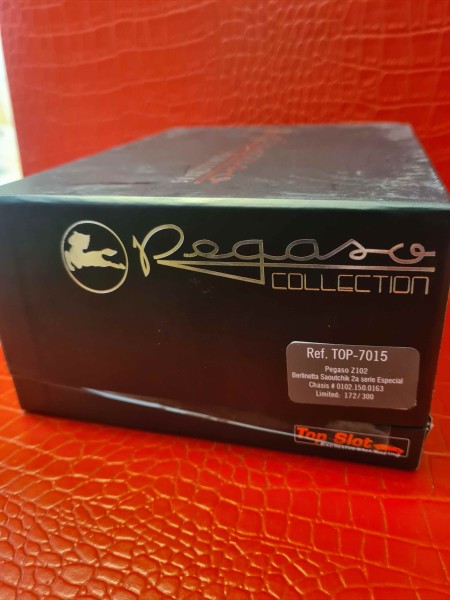 Pegaso
COLLECTION
Ref. TOP-7015
Pegaso Z102
Berlinetta Saoutchik 2a serie Especial
Chasis # 0102.150.0163
Limited: 172/300
Top Slot